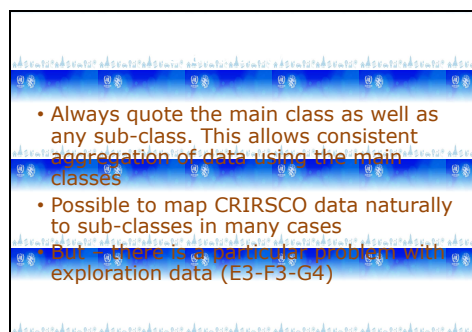 • Always quote the main class as well as
any sub-class. This allows consistent
aggregation of data using the main
classes
• Possible to map CRIRSCO data naturally
to sub-classes in many cases
• But – there is a particular problem with
exploration data (E3-F3-G4)